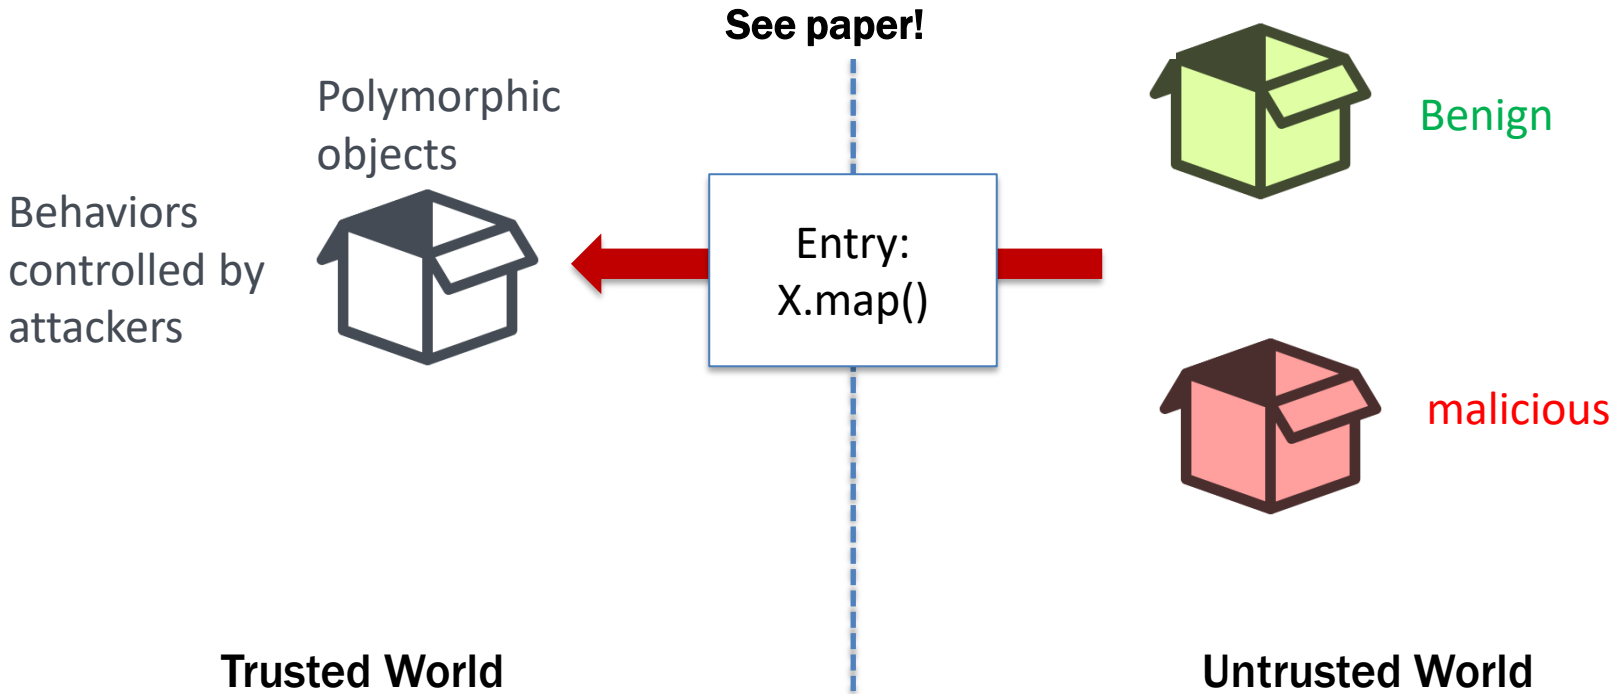 See paper!
Polymorphic
objects
Behaviors
controlled by
attackers
Entry:
X.map()
Benign
malicious
Trusted World
Untrusted World